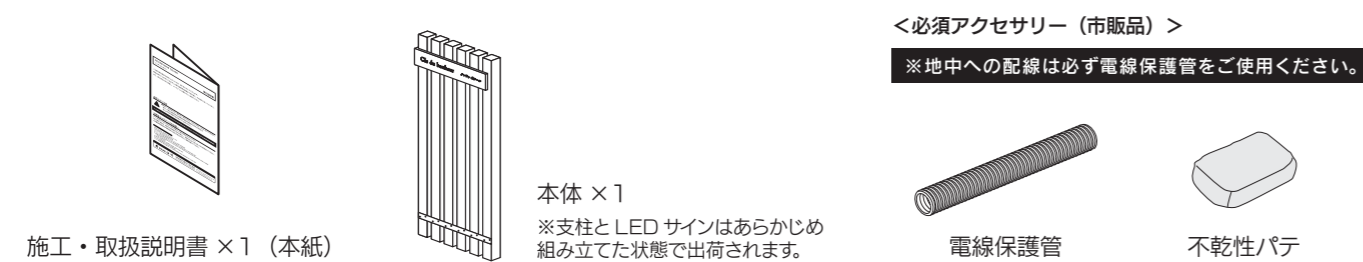 施工・取扱説明書 ×1（本紙）
本体 ×1
※支柱と LED サインはあらかじめ
組み立てた状態で出荷されます。
＜必須アクセサリー（市販品）＞
※地中への配線は必ず電線保護管をご使用ください。
電線保護管
不乾性パテ